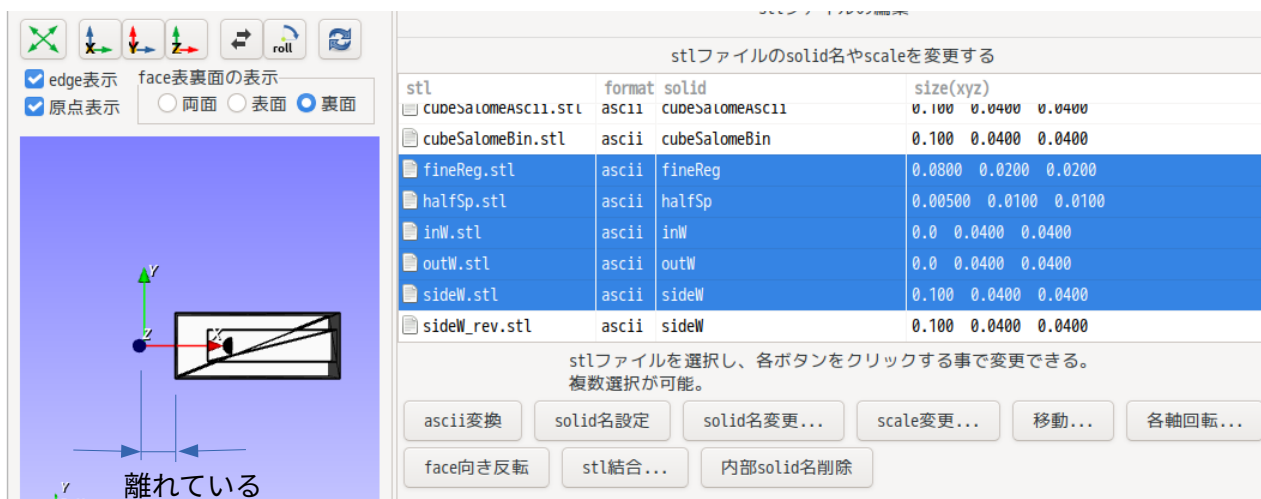 roll
edge表示
原点表示
face表裏面の表示
両面 表面 裏面
Y
Z X
離れている
Y
stlファイルの編集
stlファイルのsolid名やscaleを変更する
stl format solid size(xyz)
cubeSalomeAscii.stl ascii cubeSalomeAscii 0.100 0.0400 0.0400
cubeSalomeBin.stl ascii cubeSalomeBin 0.100 0.0400 0.0400
fineReg.stl ascii fineReg 0.0800 0.0200 0.0200
halfSp.stl ascii halfSp 0.00500 0.0100 0.0100
inW.stl ascii inW 0.0 0.0400 0.0400
outW.stl ascii outW 0.0 0.0400 0.0400
sideW.stl ascii sideW 0.100 0.0400 0.0400
sideW_rev.stl ascii sideW 0.100 0.0400 0.0400
stlファイルを選択し、各ボタンをクリックする事で変更できる。
複数選択が可能。
ascii変換 solid名設定 solid名変更... scale変更... 移動... 各軸回転...
face向き反転 stl結合... 内部solid名削除